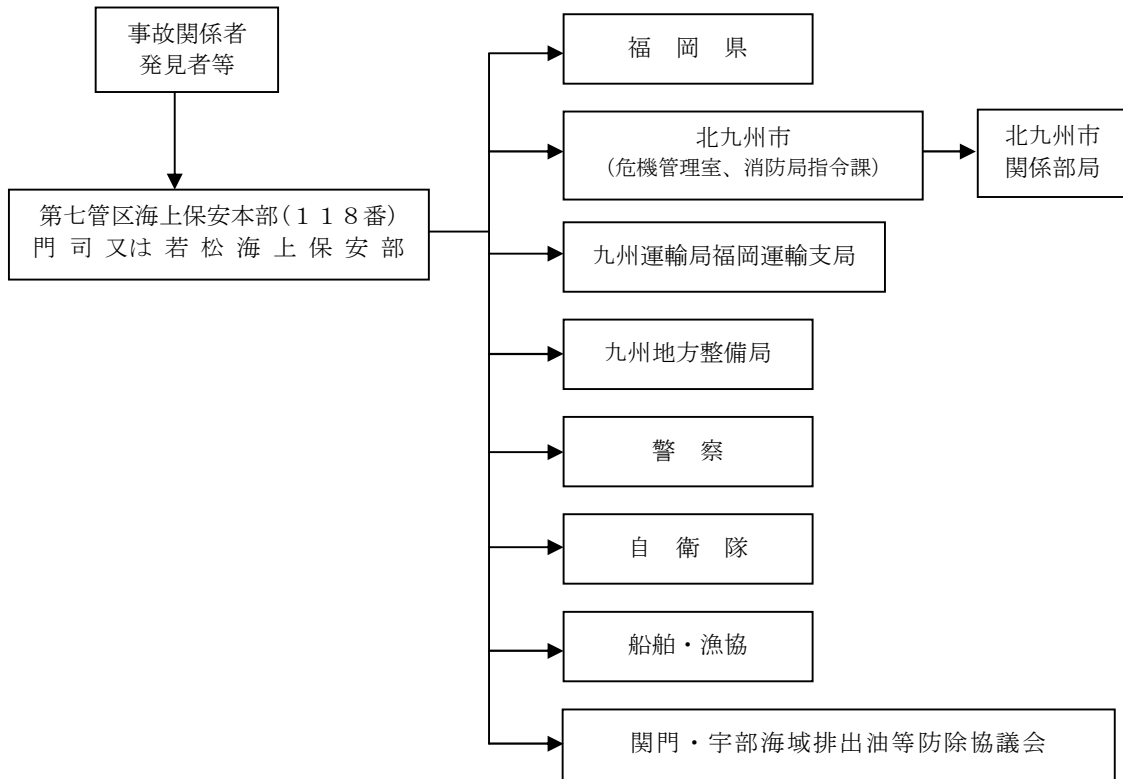 事故関係者
発見者等
第七管区海上保安本部(１１８番)
門司又は若松海上保安部
福岡県
北九州市
(危機管理室、消防局指令課)
北九州市
関係部局
九州運輸局福岡運輸支局
九州地方整備局
警察
自衛隊
船舶・漁協
関門・宇部海域排出油等防除協議会